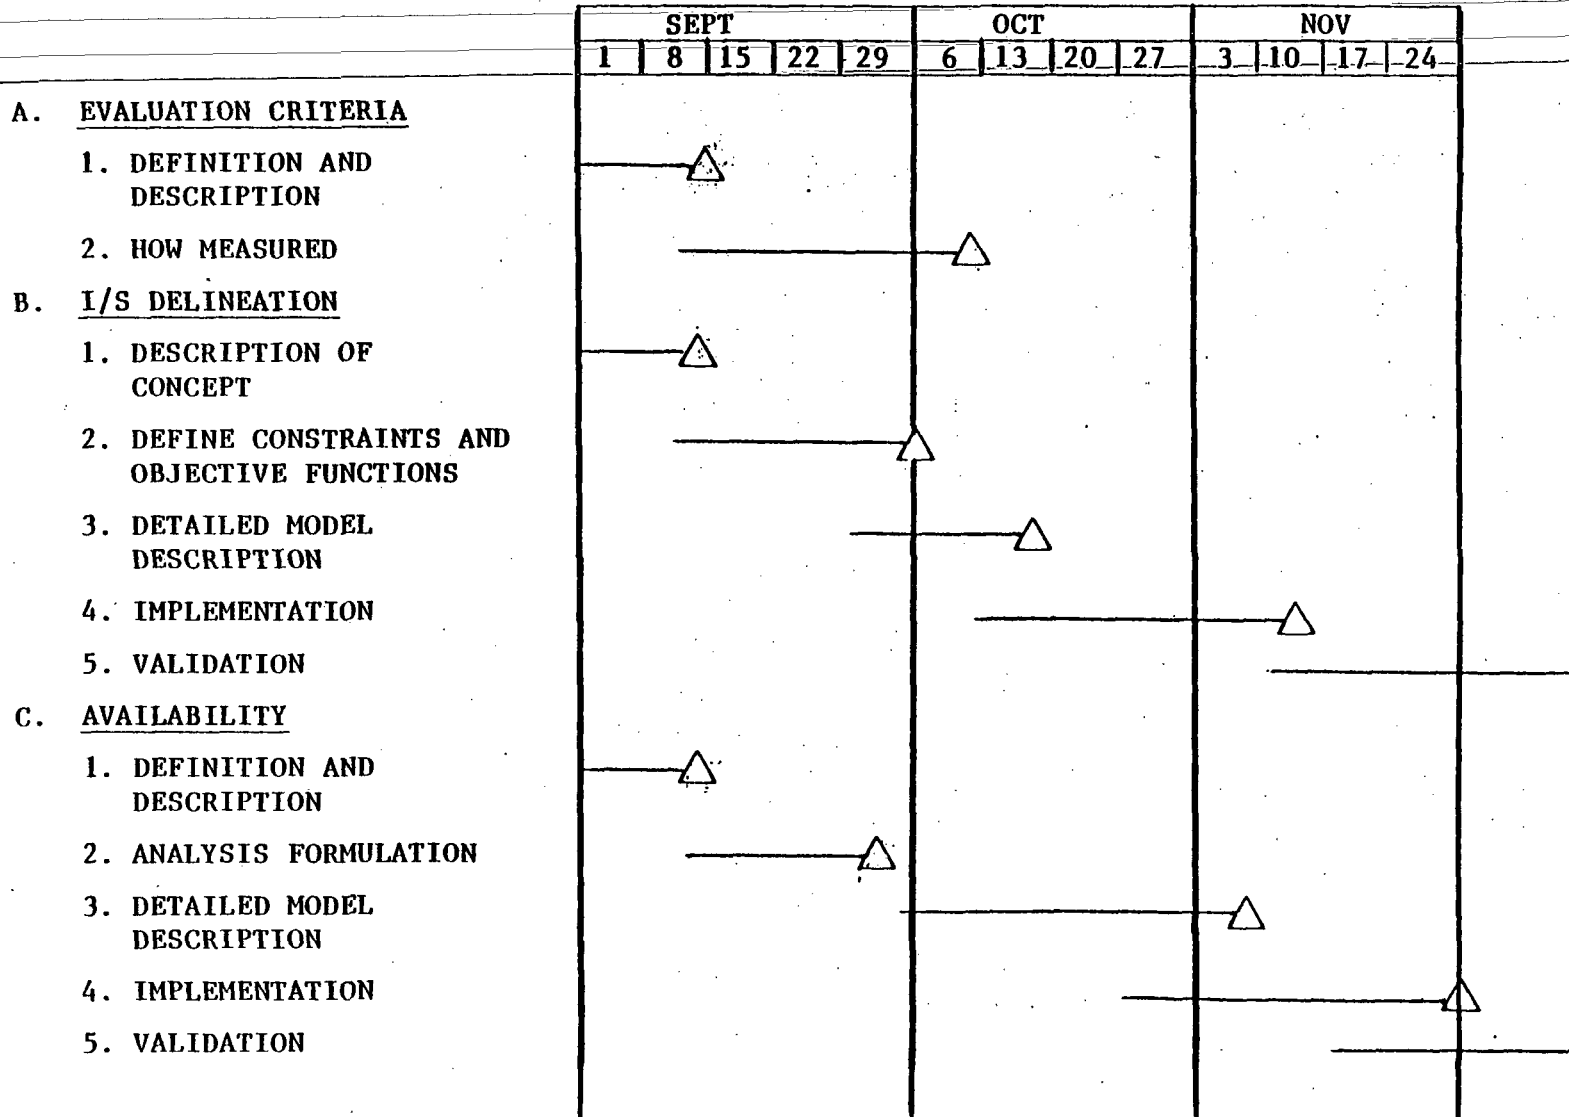 SEPT OCT NOV
1 8 15 22 29 6 13 20 27 3 10 17 24
A. EVALUATION CRITERIA
1. DEFINITION AND
DESCRIPTION
2. HOW MEASURED
B. I/S DELINEATION
1. DESCRIPTION OF
CONCEPT
2. DEFINE CONSTRAINTS AND
OBJECTIVE FUNCTIONS
3. DETAILED MODEL
DESCRIPTION
4. IMPLEMENTATION
5. VALIDATION
C. AVAILABILITY
1. DEFINITION AND
DESCRIPTION
2. ANALYSIS FORMULATION
3. DETAILED MODEL
DESCRIPTION
4. IMPLEMENTATION
5. VALIDATION